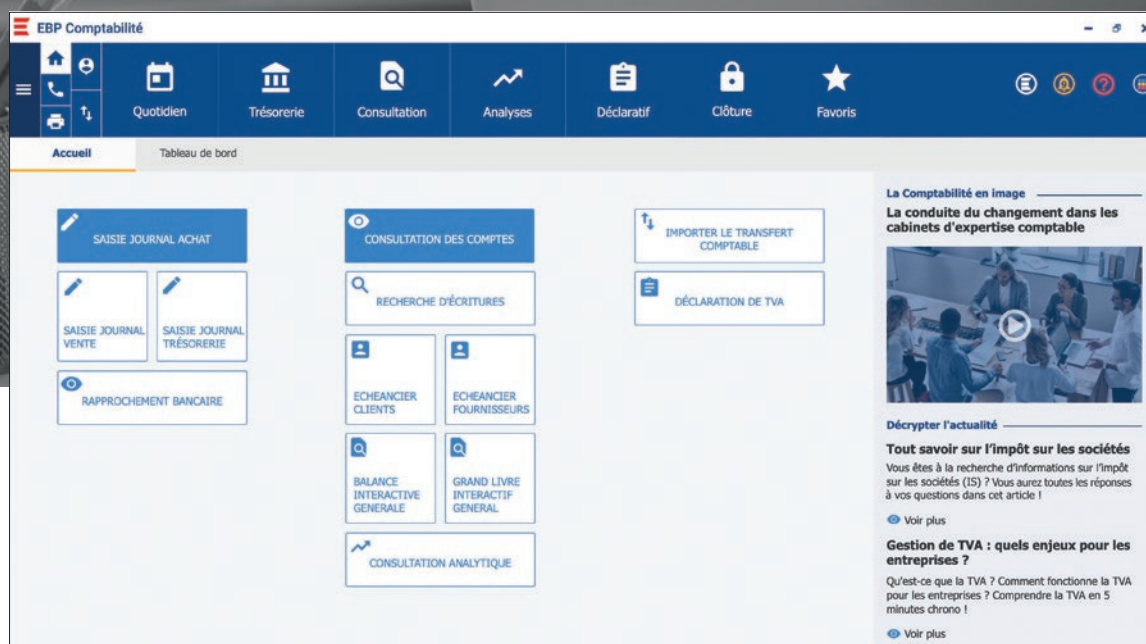 EBP Comptabilité
Quotidien
Trésorerie
Consultation
Analyses
Déclaratif
Clôture
Favoris
Accueil
Tableau de bord
SAISIE JOURNAL ACHAT
SAISIE JOURNAL
VENTE
SAISIE JOURNAL
TRÉSORERIE
RAPPROCHEMENT BANCAIRE
CONSULTATION DES COMPTES
RECHERCHE D'ÉCRITURES
ECHEANCIER
CLIENTS
ECHEANCIER
FOURNISSEURS
BALANCE
INTERACTIVE
GENERALE
GRAND LIVRE
INTERACTIF
GENERAL
CONSULTATION ANALYTIQUE
IMPORTER LE TRANSFERT
COMPTABLE
DÉCLARATION DE TVA
La Comptabilité en image
La conduite du changement dans les
cabinets d'expertise comptable
Décrypter l'actualité
Tout savoir sur l'impôt sur les sociétés
Vous êtes à la recherche d'informations sur l'impôt
sur les sociétés (IS) ? Vous aurez toutes les réponses
à vos questions dans cet article !
Voir plus
Gestion de TVA : quels enjeux pour les
entreprises ?
Qu'est-ce que la TVA ? Comment fonctionne la TVA
pour les entreprises ? Comprendre la TVA en 5
minutes chrono !
Voir plus